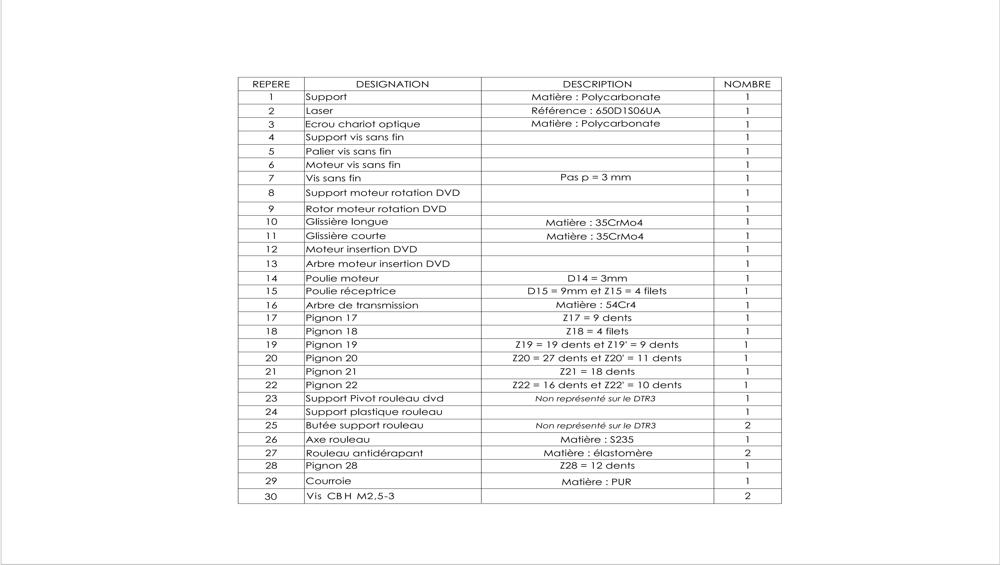 REPERE DESIGNATION DESCRIPTION NOMBRE
1 Support Matière : Polycarbonate 1
2 Laser Référence : 650D1S06UA 1
3 Ecrou chariot optique Matière : Polycarbonate 1
4 Support vis sans fin 1
5 Palier vis sans fin 1
6 Moteur vis sans fin 1
7 Vis sans fin Pas p = 3 mm 1
8 Support moteur rotation DVD 1
9 Rotor moteur rotation DVD 1
10 Glissière longue Matière : 35CrMo4 1
11 Glissière courte Matière : 35CrMo4 1
12 Moteur insertion DVD 1
13 Arbre moteur insertion DVD 1
14 Poulie moteur D14 = 3mm 1
15 Poulie réceptrice D15 = 9mm et Z15 = 4 filets 1
16 Arbre de transmission Matière : 54Cr4 1
17 Pignon 17 Z17 = 9 dents 1
18 Pignon 18 Z18 = 4 filets 1
19 Pignon 19 Z19 = 19 dents et Z19' = 9 dents 1
20 Pignon 20 Z20 = 27 dents et Z20' = 11 dents 1
21 Pignon 21 Z21 = 18 dents 1
22 Pignon 22 Z22 = 16 dents et Z22' = 10 dents 1
23 Support Pivot rouleau dvd Non représenté sur le DTR3 1
24 Support plastique rouleau 1
25 Butée support rouleau Non représenté sur le DTR3 2
26 Axe rouleau Matière : S235 1
27 Rouleau antidérapant Matière : élastomère 2
28 Pignon 28 Z28 = 12 dents 1
29 Courroie Matière : PUR 1
30 Vis CBH M2,5-3 2